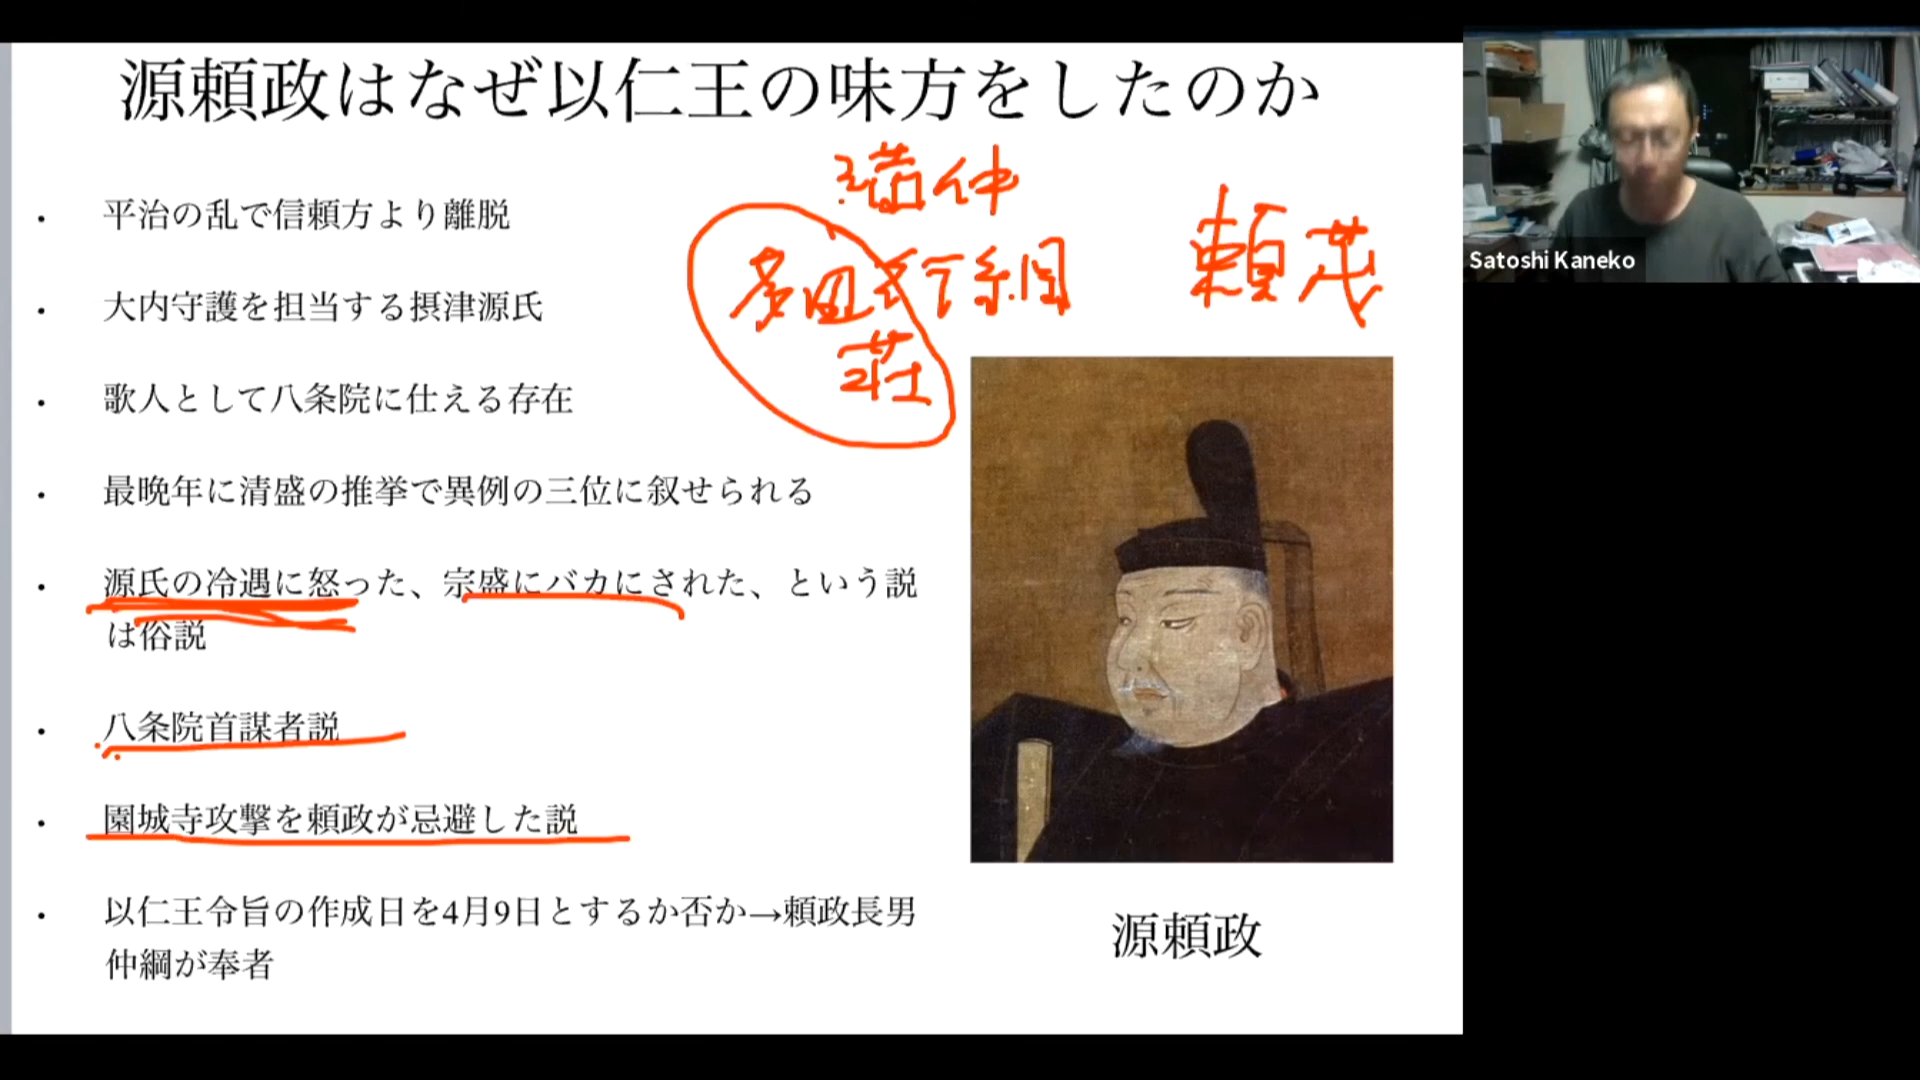 源頼政はなぜ以仁王の味方をしたのか
満仲
多田行綱
荘
頼茂
• 平治の乱で信頼方より離脱
• 大内守護を担当する摂津源氏
• 歌人として八条院に仕える存在
• 最晩年に清盛の推挙で異例の三位に叙せられる
• 源氏の冷遇に怒った、宗盛にバカにされた、という説
は俗説
• 八条院首謀者説
• 園城寺攻撃を頼政が忌避した説
• 以仁王令旨の作成日を4月9日とするか否か→頼政長男
仲綱が奉者
源頼政
Satoshi Kaneko